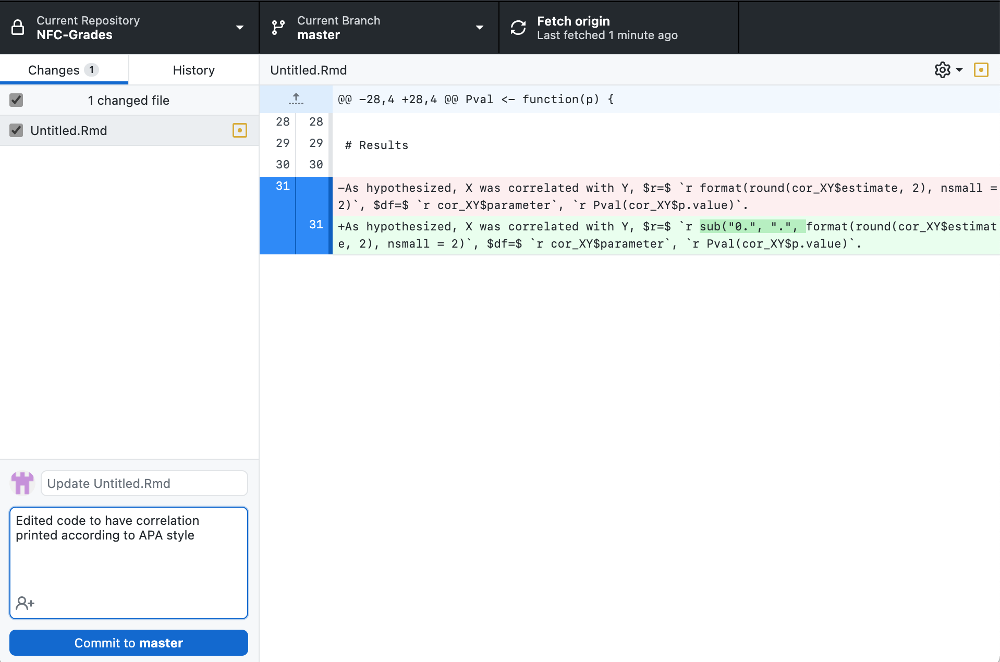 Current Repository
NFC-Grades
Current Branch
master
Fetch origin
Last fetched 1 minute ago
Changes 1
History
Untitled.Rmd
1 changed file
Untitled.Rmd
@@ -28,4 +28,4 @@ Pval <- function(p) {
28 28
29 29 # Results
30 30
31 -As hypothesized, X was correlated with Y, $r=$ `r format(round(cor_XY$estimate, 2), nsmall =
2)`, $df=$ `r cor_XY$parameter`, `r Pval(cor_XY$p.value)`.
31 +As hypothesized, X was correlated with Y, $r=$ `r sub("0.", ".", format(round(cor_XY$estimat
e, 2), nsmall = 2)`, $df=$ `r cor_XY$parameter`, `r Pval(cor_XY$p.value)`.
Update Untitled.Rmd
Edited code to have correlation
printed according to APA style
Commit to master